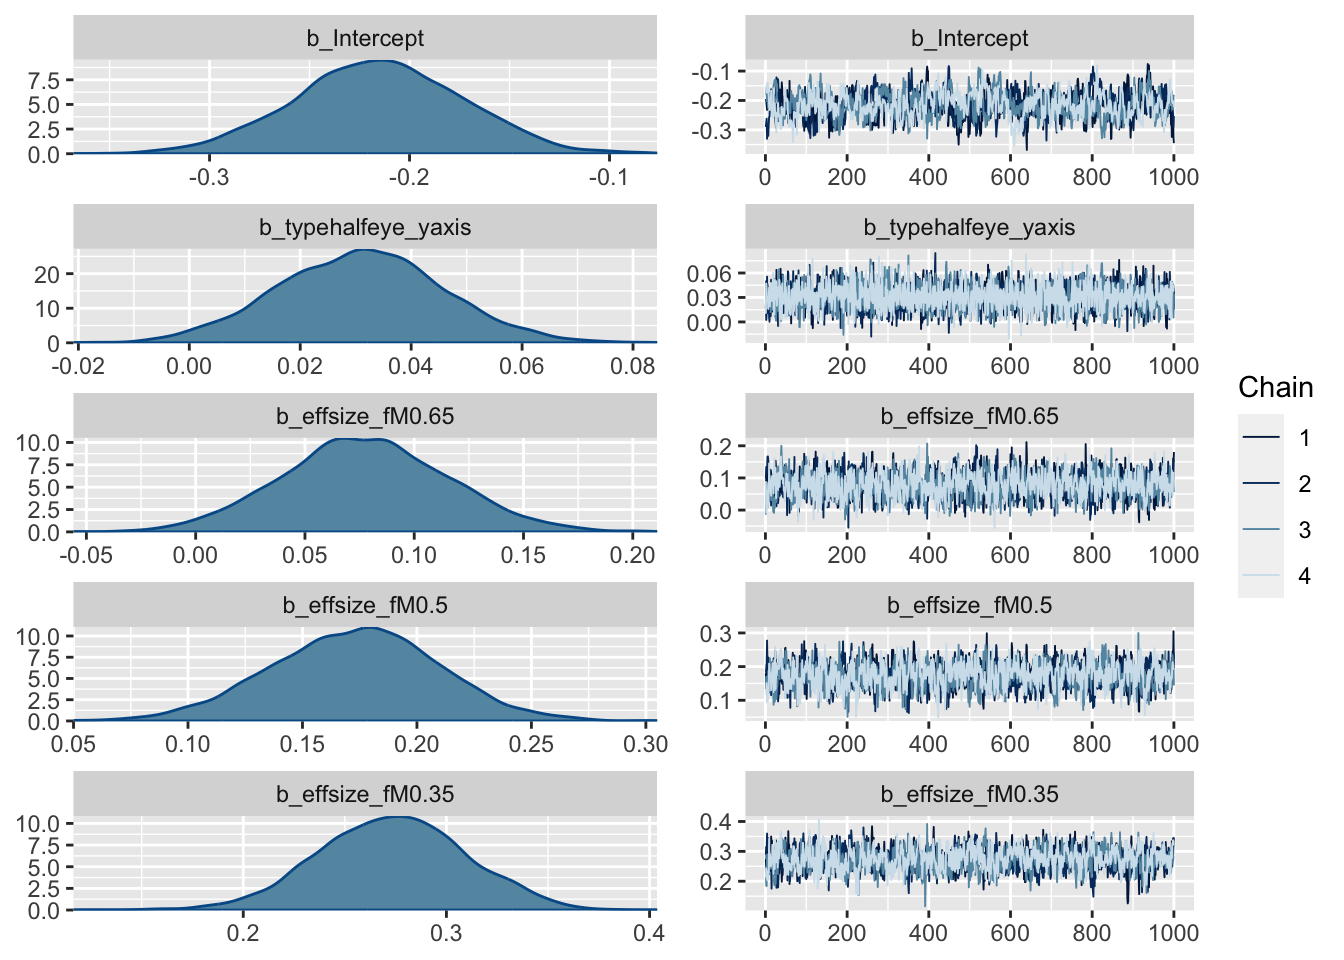 b_Intercept
7.5
5.0
2.5
0.0
-0.3 -0.2 -0.1
b_Intercept
-0.1
-0.2
-0.3
0 200 400 600 800 1000
b_typehalfeye_yaxis
20
10
0
-0.02 0.00 0.02 0.04 0.06 0.08
b_typehalfeye_yaxis
0.06
0.03
0.00
0 200 400 600 800 1000
b_effsize_fM0.65
10.0
7.5
5.0
2.5
0.0
-0.05 0.00 0.05 0.10 0.15 0.20
b_effsize_fM0.65
0.2
0.1
0.0
0 200 400 600 800 1000
b_effsize_fM0.5
10.0
7.5
5.0
2.5
0.0
0.05 0.10 0.15 0.20 0.25 0.30
b_effsize_fM0.5
0.3
0.2
0.1
0 200 400 600 800 1000
b_effsize_fM0.35
10.0
7.5
5.0
2.5
0.0
0.2 0.3 0.4
b_effsize_fM0.35
0.4
0.3
0.2
0 200 400 600 800 1000
Chain
1
2
3
4